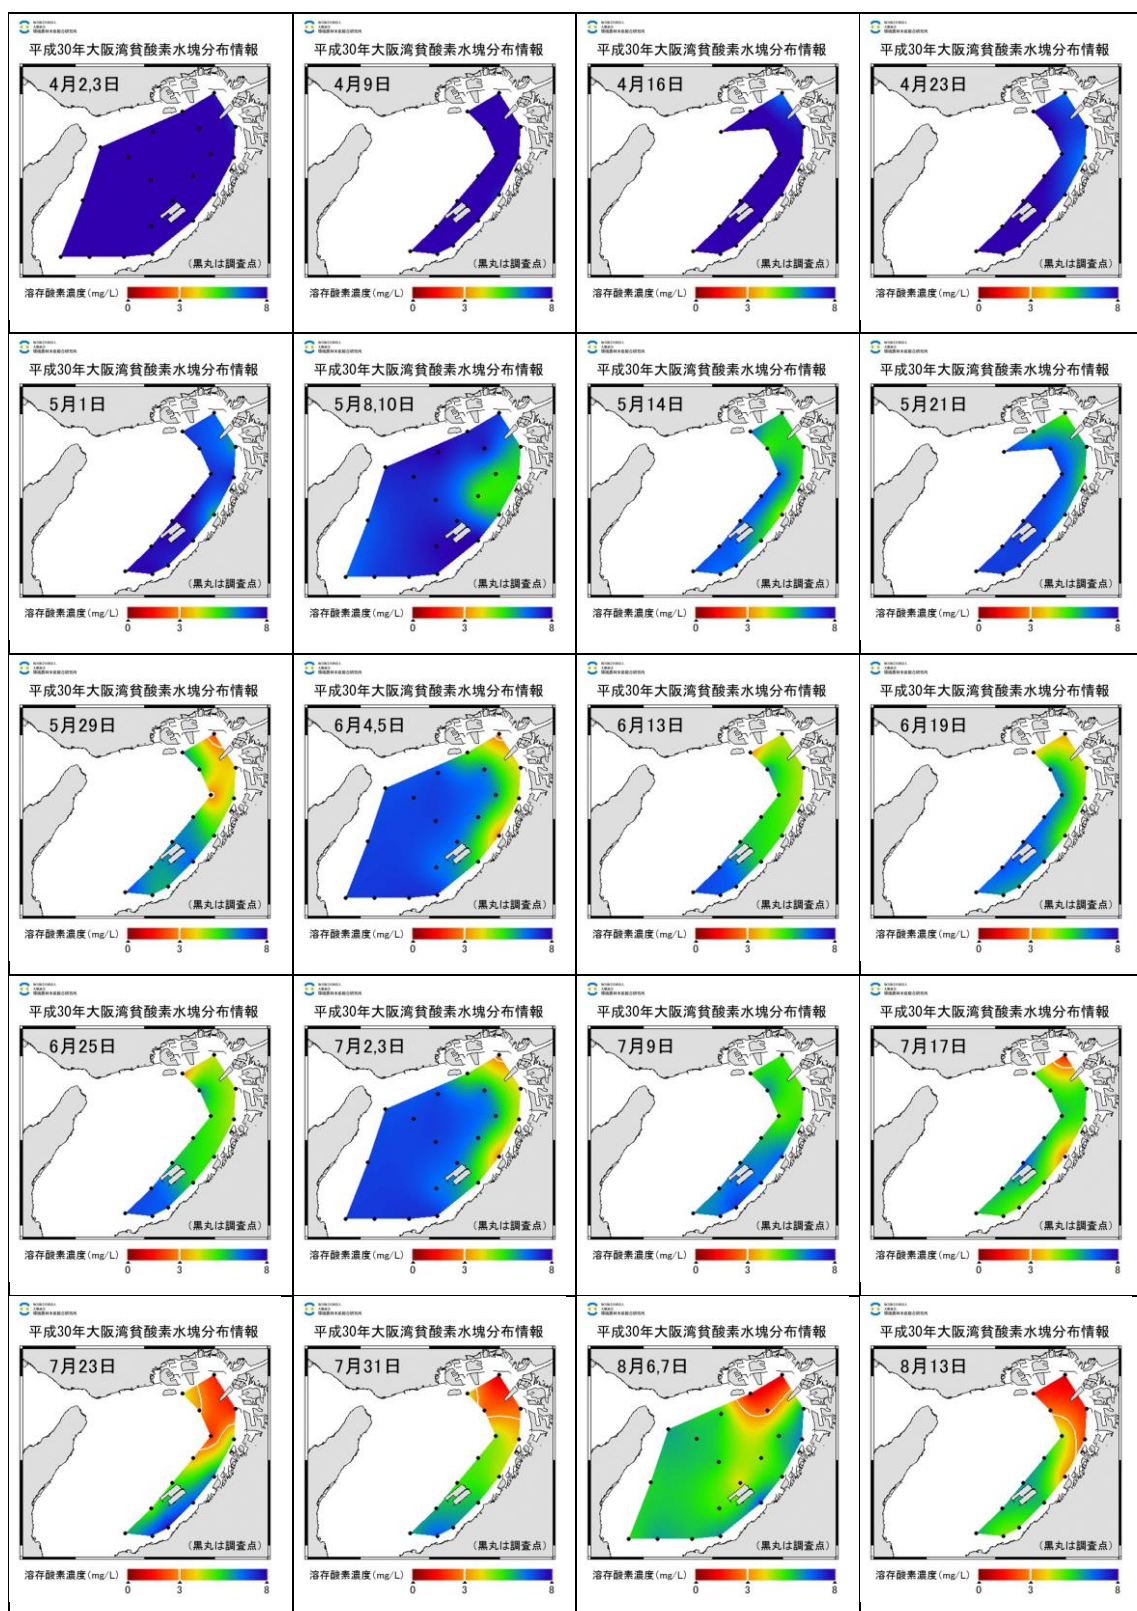 平成30年大阪湾貧酸素水塊分布情報
4月2,3日
(黒丸は調査点)
溶存酸素濃度(mg/L)
0 3 8
平成30年大阪湾貧酸素水塊分布情報
4月9日
(黒丸は調査点)
溶存酸素濃度(mg/L)
0 3 8
平成30年大阪湾貧酸素水塊分布情報
4月16日
(黒丸は調査点)
溶存酸素濃度(mg/L)
0 3 8
平成30年大阪湾貧酸素水塊分布情報
4月23日
(黒丸は調査点)
溶存酸素濃度(mg/L)
0 3 8
平成30年大阪湾貧酸素水塊分布情報
5月1日
(黒丸は調査点)
溶存酸素濃度(mg/L)
0 3 8
平成30年大阪湾貧酸素水塊分布情報
5月8,10日
(黒丸は調査点)
溶存酸素濃度(mg/L)
0 3 8
平成30年大阪湾貧酸素水塊分布情報
5月14日
(黒丸は調査点)
溶存酸素濃度(mg/L)
0 3 8
平成30年大阪湾貧酸素水塊分布情報
5月21日
(黒丸は調査点)
溶存酸素濃度(mg/L)
0 3 8
平成30年大阪湾貧酸素水塊分布情報
5月29日
(黒丸は調査点)
溶存酸素濃度(mg/L)
0 3 8
平成30年大阪湾貧酸素水塊分布情報
6月4,5日
(黒丸は調査点)
溶存酸素濃度(mg/L)
0 3 8
平成30年大阪湾貧酸素水塊分布情報
6月13日
(黒丸は調査点)
溶存酸素濃度(mg/L)
0 3 8
平成30年大阪湾貧酸素水塊分布情報
6月19日
(黒丸は調査点)
溶存酸素濃度(mg/L)
0 3 8
平成30年大阪湾貧酸素水塊分布情報
6月25日
(黒丸は調査点)
溶存酸素濃度(mg/L)
0 3 8
平成30年大阪湾貧酸素水塊分布情報
7月2,3日
(黒丸は調査点)
溶存酸素濃度(mg/L)
0 3 8
平成30年大阪湾貧酸素水塊分布情報
7月9日
(黒丸は調査点)
溶存酸素濃度(mg/L)
0 3 8
平成30年大阪湾貧酸素水塊分布情報
7月17日
(黒丸は調査点)
溶存酸素濃度(mg/L)
0 3 8
平成30年大阪湾貧酸素水塊分布情報
7月23日
(黒丸は調査点)
溶存酸素濃度(mg/L)
0 3 8
平成30年大阪湾貧酸素水塊分布情報
7月31日
(黒丸は調査点)
溶存酸素濃度(mg/L)
0 3 8
平成30年大阪湾貧酸素水塊分布情報
8月6,7日
(黒丸は調査点)
溶存酸素濃度(mg/L)
0 3 8
平成30年大阪湾貧酸素水塊分布情報
8月13日
(黒丸は調査点)
溶存酸素濃度(mg/L)
0 3 8